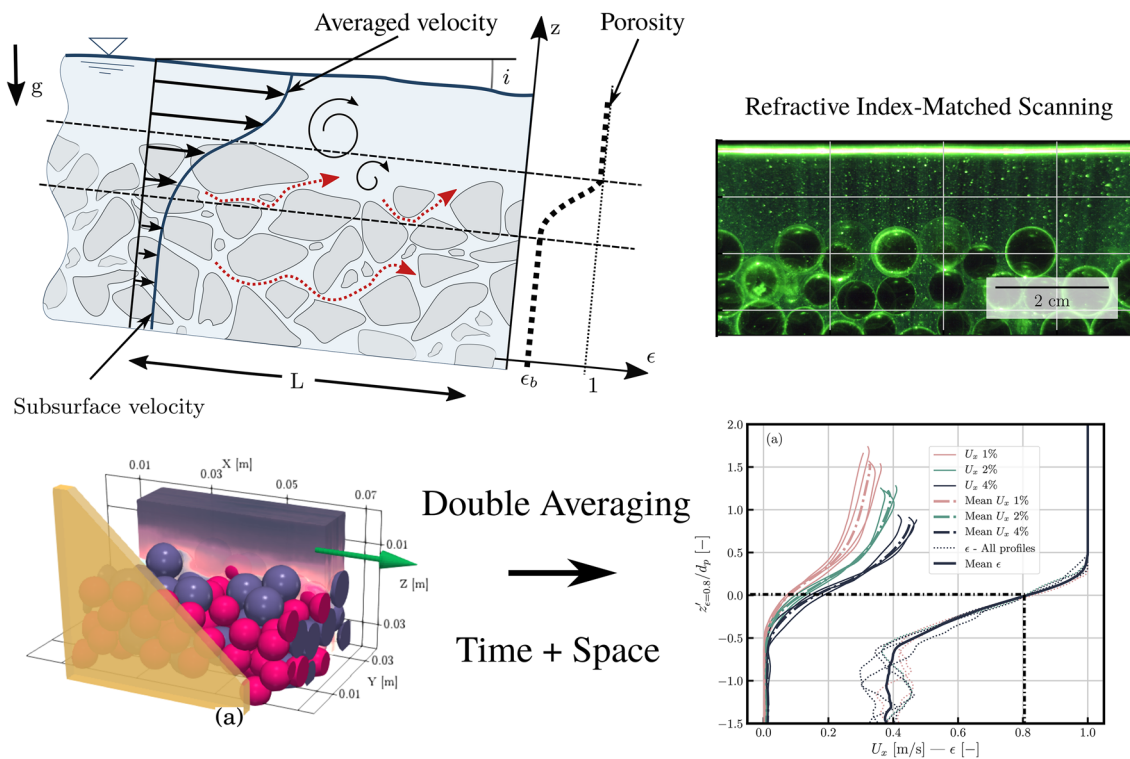 Averaged velocity
z
Porosity
g
i
Refractive Index-Matched Scanning
2 cm
ϵ
ϵ_b
1
L
Subsurface velocity
X [m]
0.01
0.03
0.05
0.07
0.01
Z [m]
0.03
0.03
Y [m]
0.01
(a)
Double Averaging
Time + Space
(a)
U_x 1%
U_x 2%
U_x 4%
Mean U_x 1%
Mean U_x 2%
Mean U_x 4%
ϵ - All profiles
Mean ϵ
2.0
1.5
1.0
0.5
0.0
−0.5
−1.0
−1.5
z′_{ϵ=0.8}/d_p [−]
0.0 0.2 0.4 0.6 0.8 1.0
U_x [m/s] — ϵ [−]